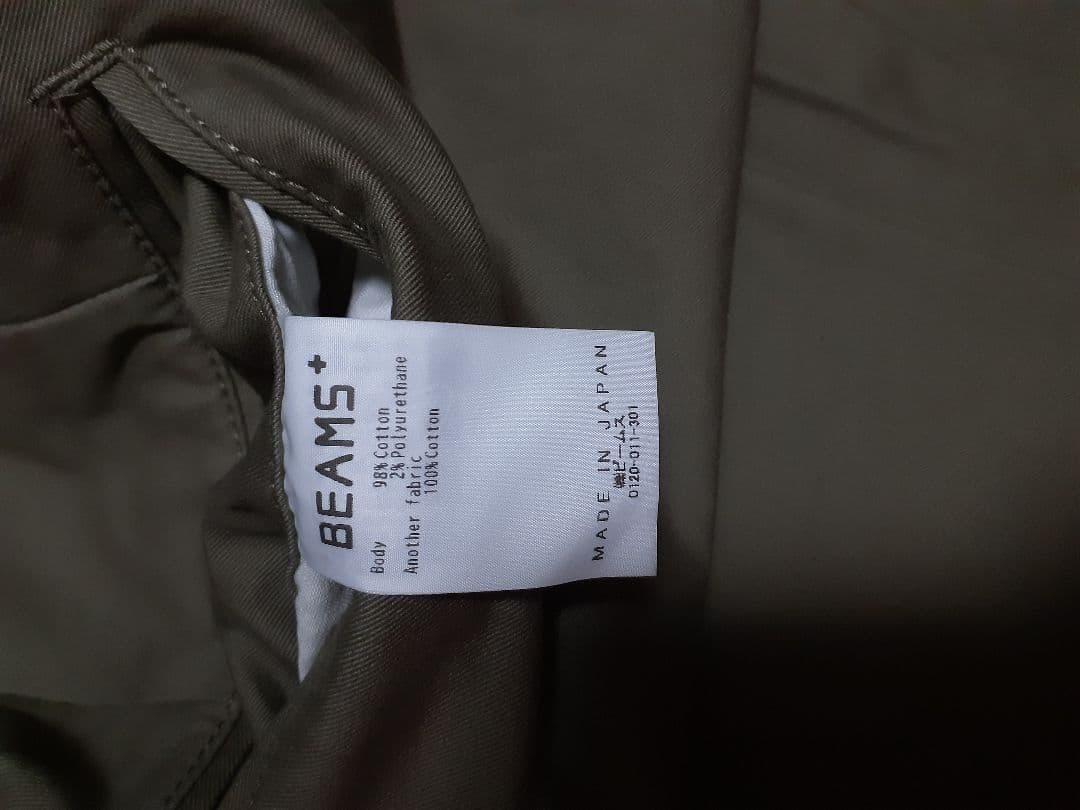 BEAMS+
Body 98% Cotton
2% Polyurethane
Another fabric
100% Cotton
MADE IN JAPAN
㈱ビームス
0120-011-301